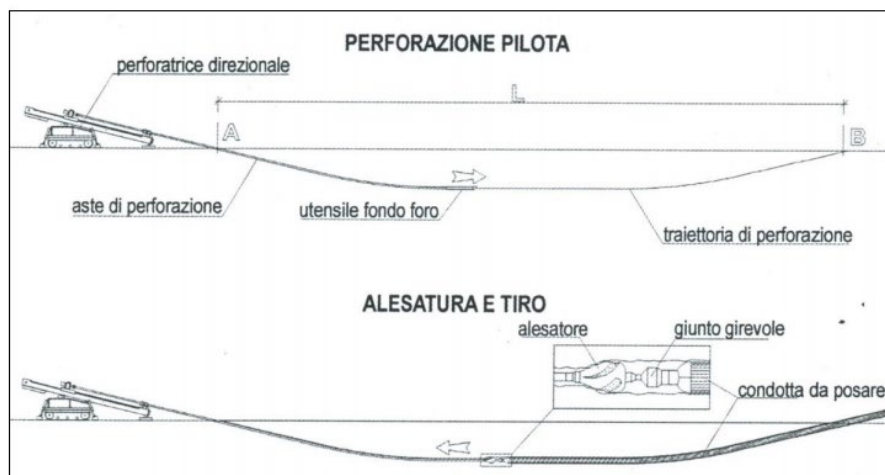 PERFORAZIONE PILOTA
perforatrice direzionale
L
A
B
aste di perforazione
utensile fondo foro
traiettoria di perforazione
ALESATURA E TIRO
alesatore
giunto girevole
condotta da posare